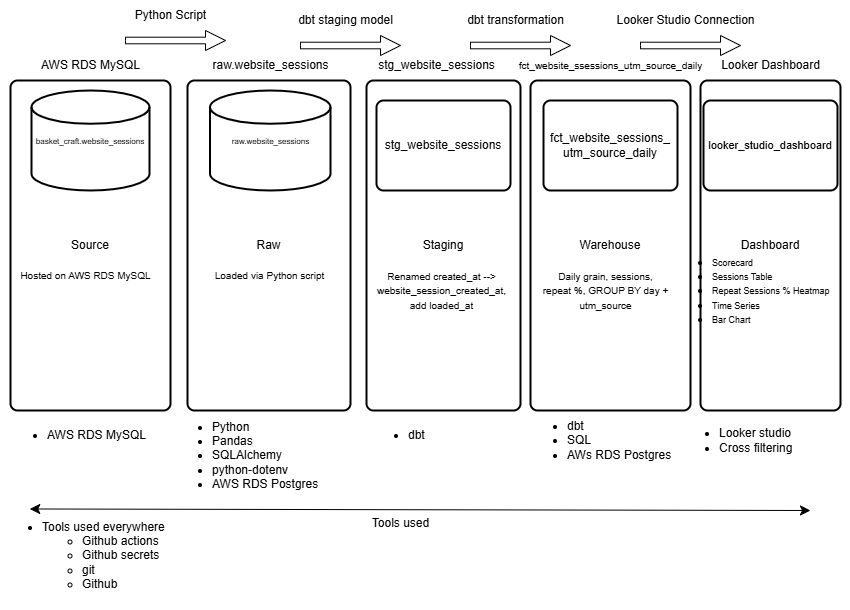 Python Script
dbt staging model
dbt transformation
Looker Studio Connection
AWS RDS MySQL
raw.website_sessions
stg_website_sessions
fct_website_ssessions_utm_source_daily
Looker Dashboard
basket_craft.website_sessions
raw.website_sessions
stg_website_sessions
fct_website_sessions_
utm_source_daily
looker_studio_dashboard
Source
Hosted on AWS RDS MySQL
Raw
Loaded via Python script
Staging
Renamed created_at -->
website_session_created_at,
add loaded_at
Warehouse
Daily grain, sessions,
repeat %, GROUP BY day +
utm_source
Dashboard
Scorecard
Sessions Table
Repeat Sessions % Heatmap
Time Series
Bar Chart
AWS RDS MySQL
Python
Pandas
SQLAlchemy
python-dotenv
AWS RDS Postgres
dbt
dbt
SQL
AWs RDS Postgres
Looker studio
Cross filtering
Tools used
Tools used everywhere
Github actions
Github secrets
git
Github